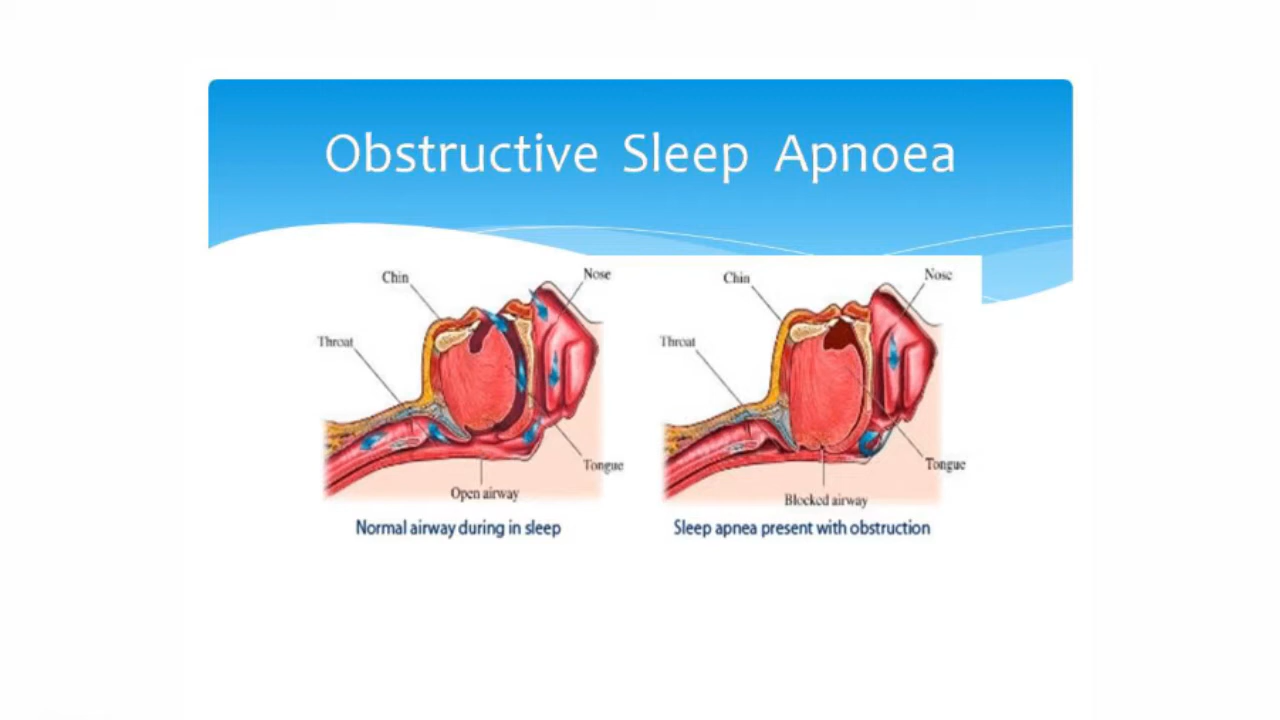 Obstructive Sleep Apnoea
Chin
Nose
Throat
Tongue
Open airway
Normal airway during in sleep
Chin
Nose
Throat
Tongue
Blocked airway
Sleep apnea present with obstruction